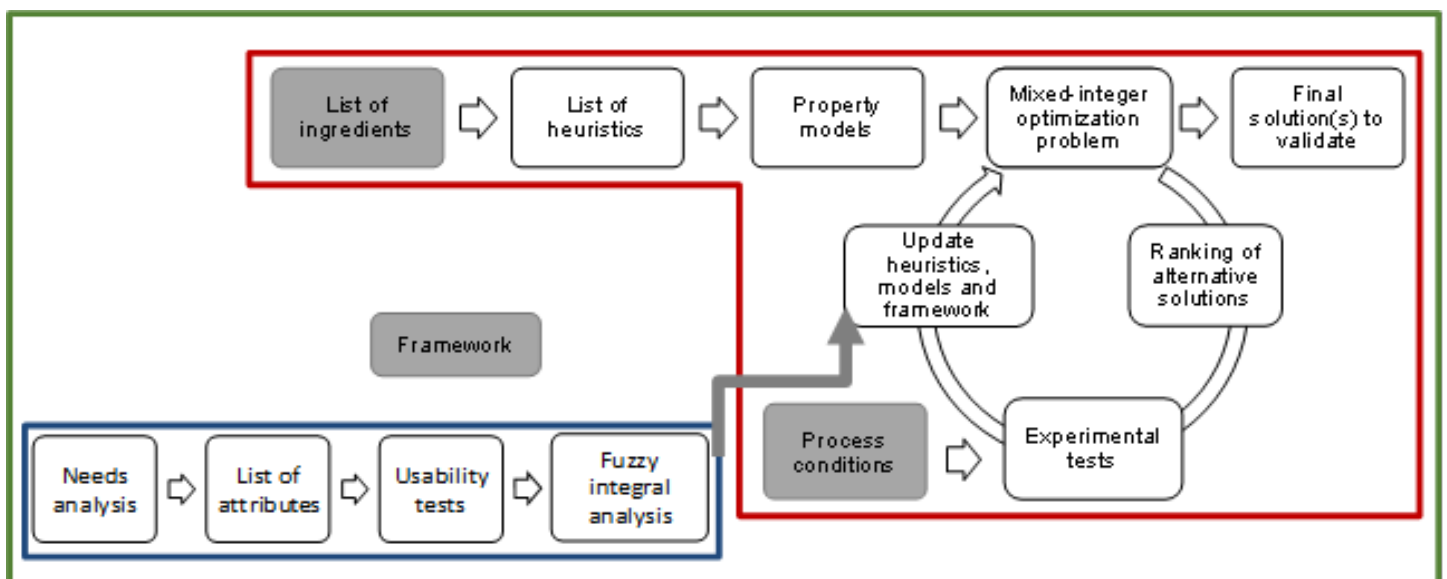 List of
ingredients
List of
heuristics
Property
models
Mixed-integer
optimization
problem
Final
solution(s) to
validate
Update
heuristics,
models and
framework
Ranking of
alternative
solutions
Framework
Process
conditions
Experimental
tests
Needs
analysis
List of
attributes
Usability
tests
Fuzzy
integral
analysis